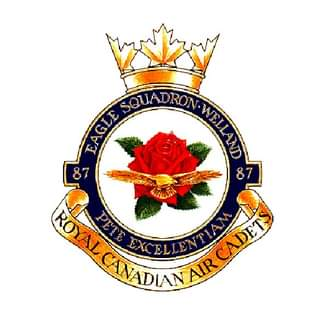 EAGLE SQUADRON · WELLAND
87 87
PETE EXCELLENTIAM
ROYAL CANADIAN AIR CADETS